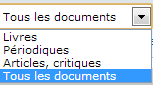 Tous les documents
Livres
Périodiques
Articles, critiques
Tous les documents